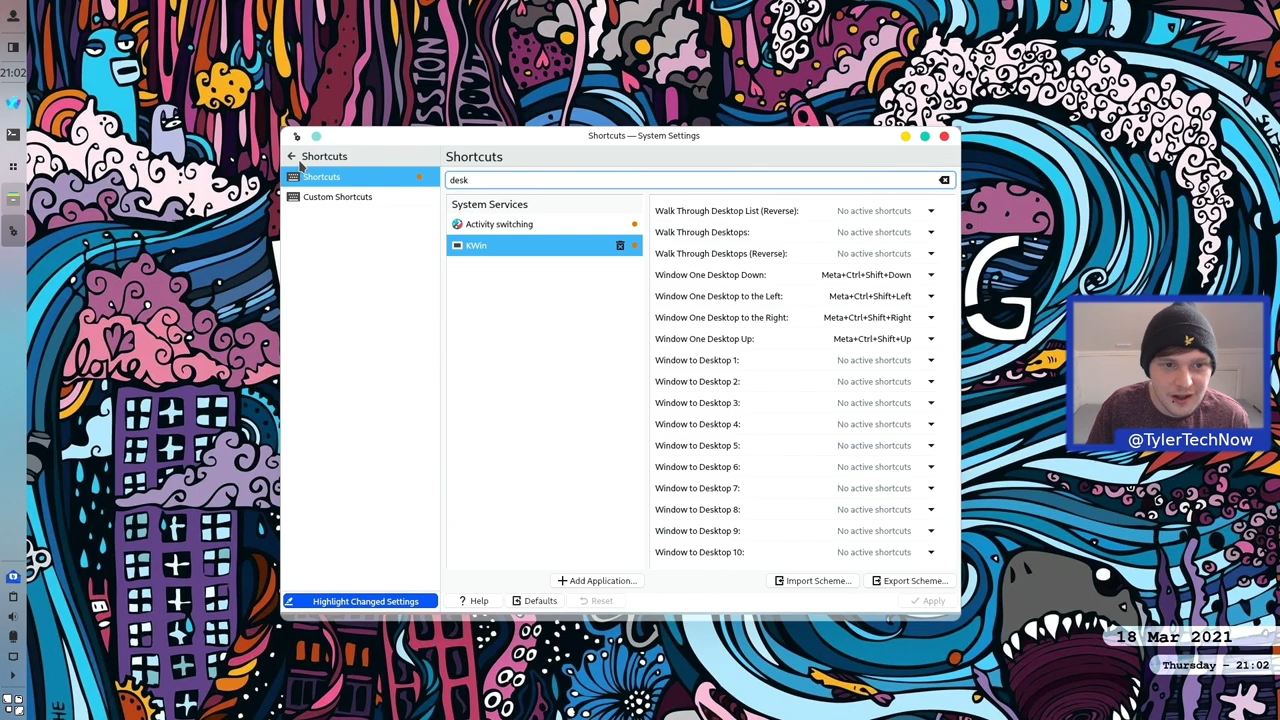 21:02
SSION
love
G
Shortcuts — System Settings
Shortcuts
Shortcuts
Custom Shortcuts
Highlight Changed Settings
Shortcuts
desk
System Services
Activity switching
KWin
Walk Through Desktop List (Reverse): No active shortcuts
Walk Through Desktops: No active shortcuts
Walk Through Desktops (Reverse): No active shortcuts
Window One Desktop Down: Meta+Ctrl+Shift+Down
Window One Desktop to the Left: Meta+Ctrl+Shift+Left
Window One Desktop to the Right: Meta+Ctrl+Shift+Right
Window One Desktop Up: Meta+Ctrl+Shift+Up
Window to Desktop 1: No active shortcuts
Window to Desktop 2: No active shortcuts
Window to Desktop 3: No active shortcuts
Window to Desktop 4: No active shortcuts
Window to Desktop 5: No active shortcuts
Window to Desktop 6: No active shortcuts
Window to Desktop 7: No active shortcuts
Window to Desktop 8: No active shortcuts
Window to Desktop 9: No active shortcuts
Window to Desktop 10: No active shortcuts
Add Application...
Import Scheme...
Export Scheme...
Help
Defaults
Reset
Apply
@TylerTechNow
18 Mar 2021
Thursday - 21:02
THE